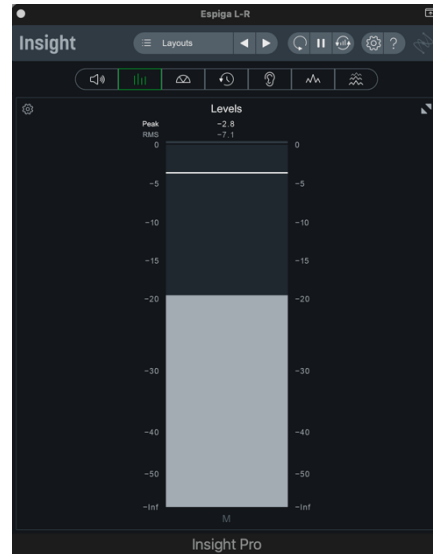 Espiga L-R
Insight
Layouts
?
Levels
Peak -2.8
RMS -7.1
0 0
-5 -5
-10 -10
-15 -15
-20 -20
-30 -30
-40 -40
-50 -50
-Inf -Inf
M
Insight Pro